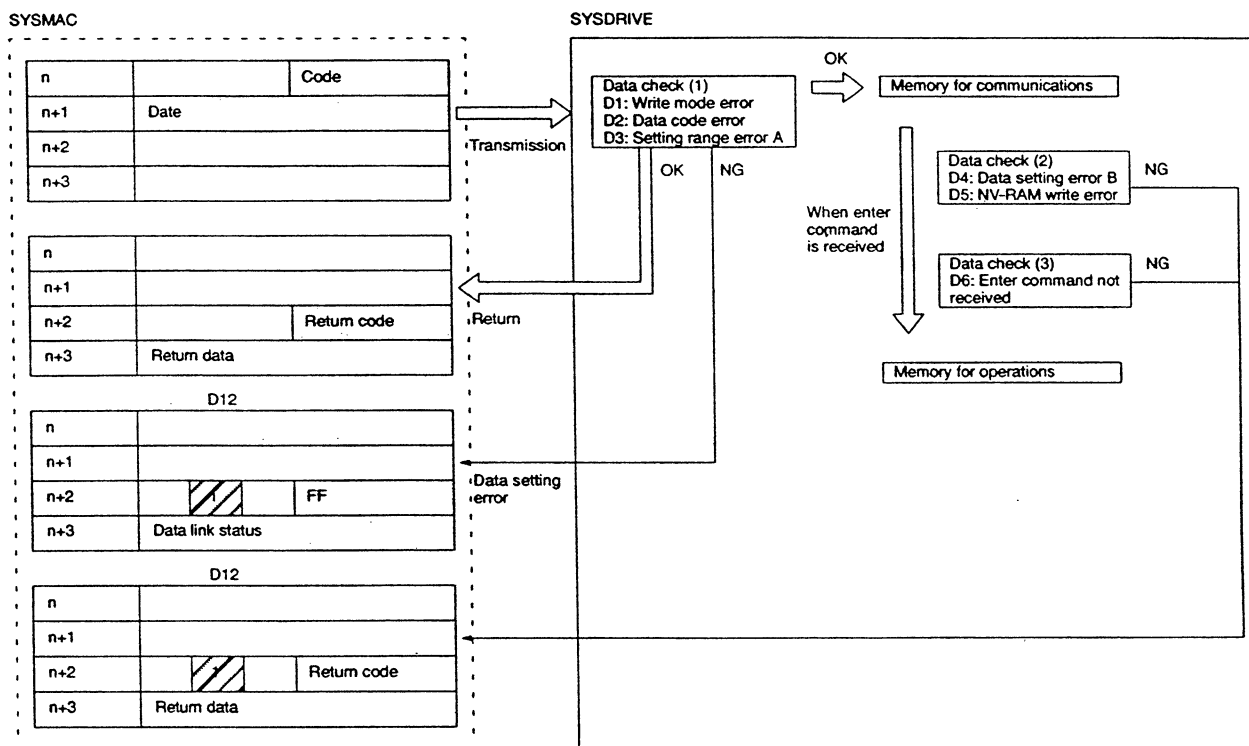 SYSMAC
n
Code
n+1
Date
n+2
n+3
Transmission
n
n+1
n+2
Return code
n+3
Return data
Return
D12
n
n+1
n+2
1
FF
n+3
Data link status
Data setting
error
D12
n
n+1
n+2
1
Return code
n+3
Return data
SYSDRIVE
Data check (1)
D1: Write mode error
D2: Data code error
D3: Setting range error A
OK
OK
NG
Memory for communications
When enter
command
is received
Data check (2)
D4: Data setting error B
D5: NV-RAM write error
NG
Data check (3)
D6: Enter command not
received
NG
Memory for operations